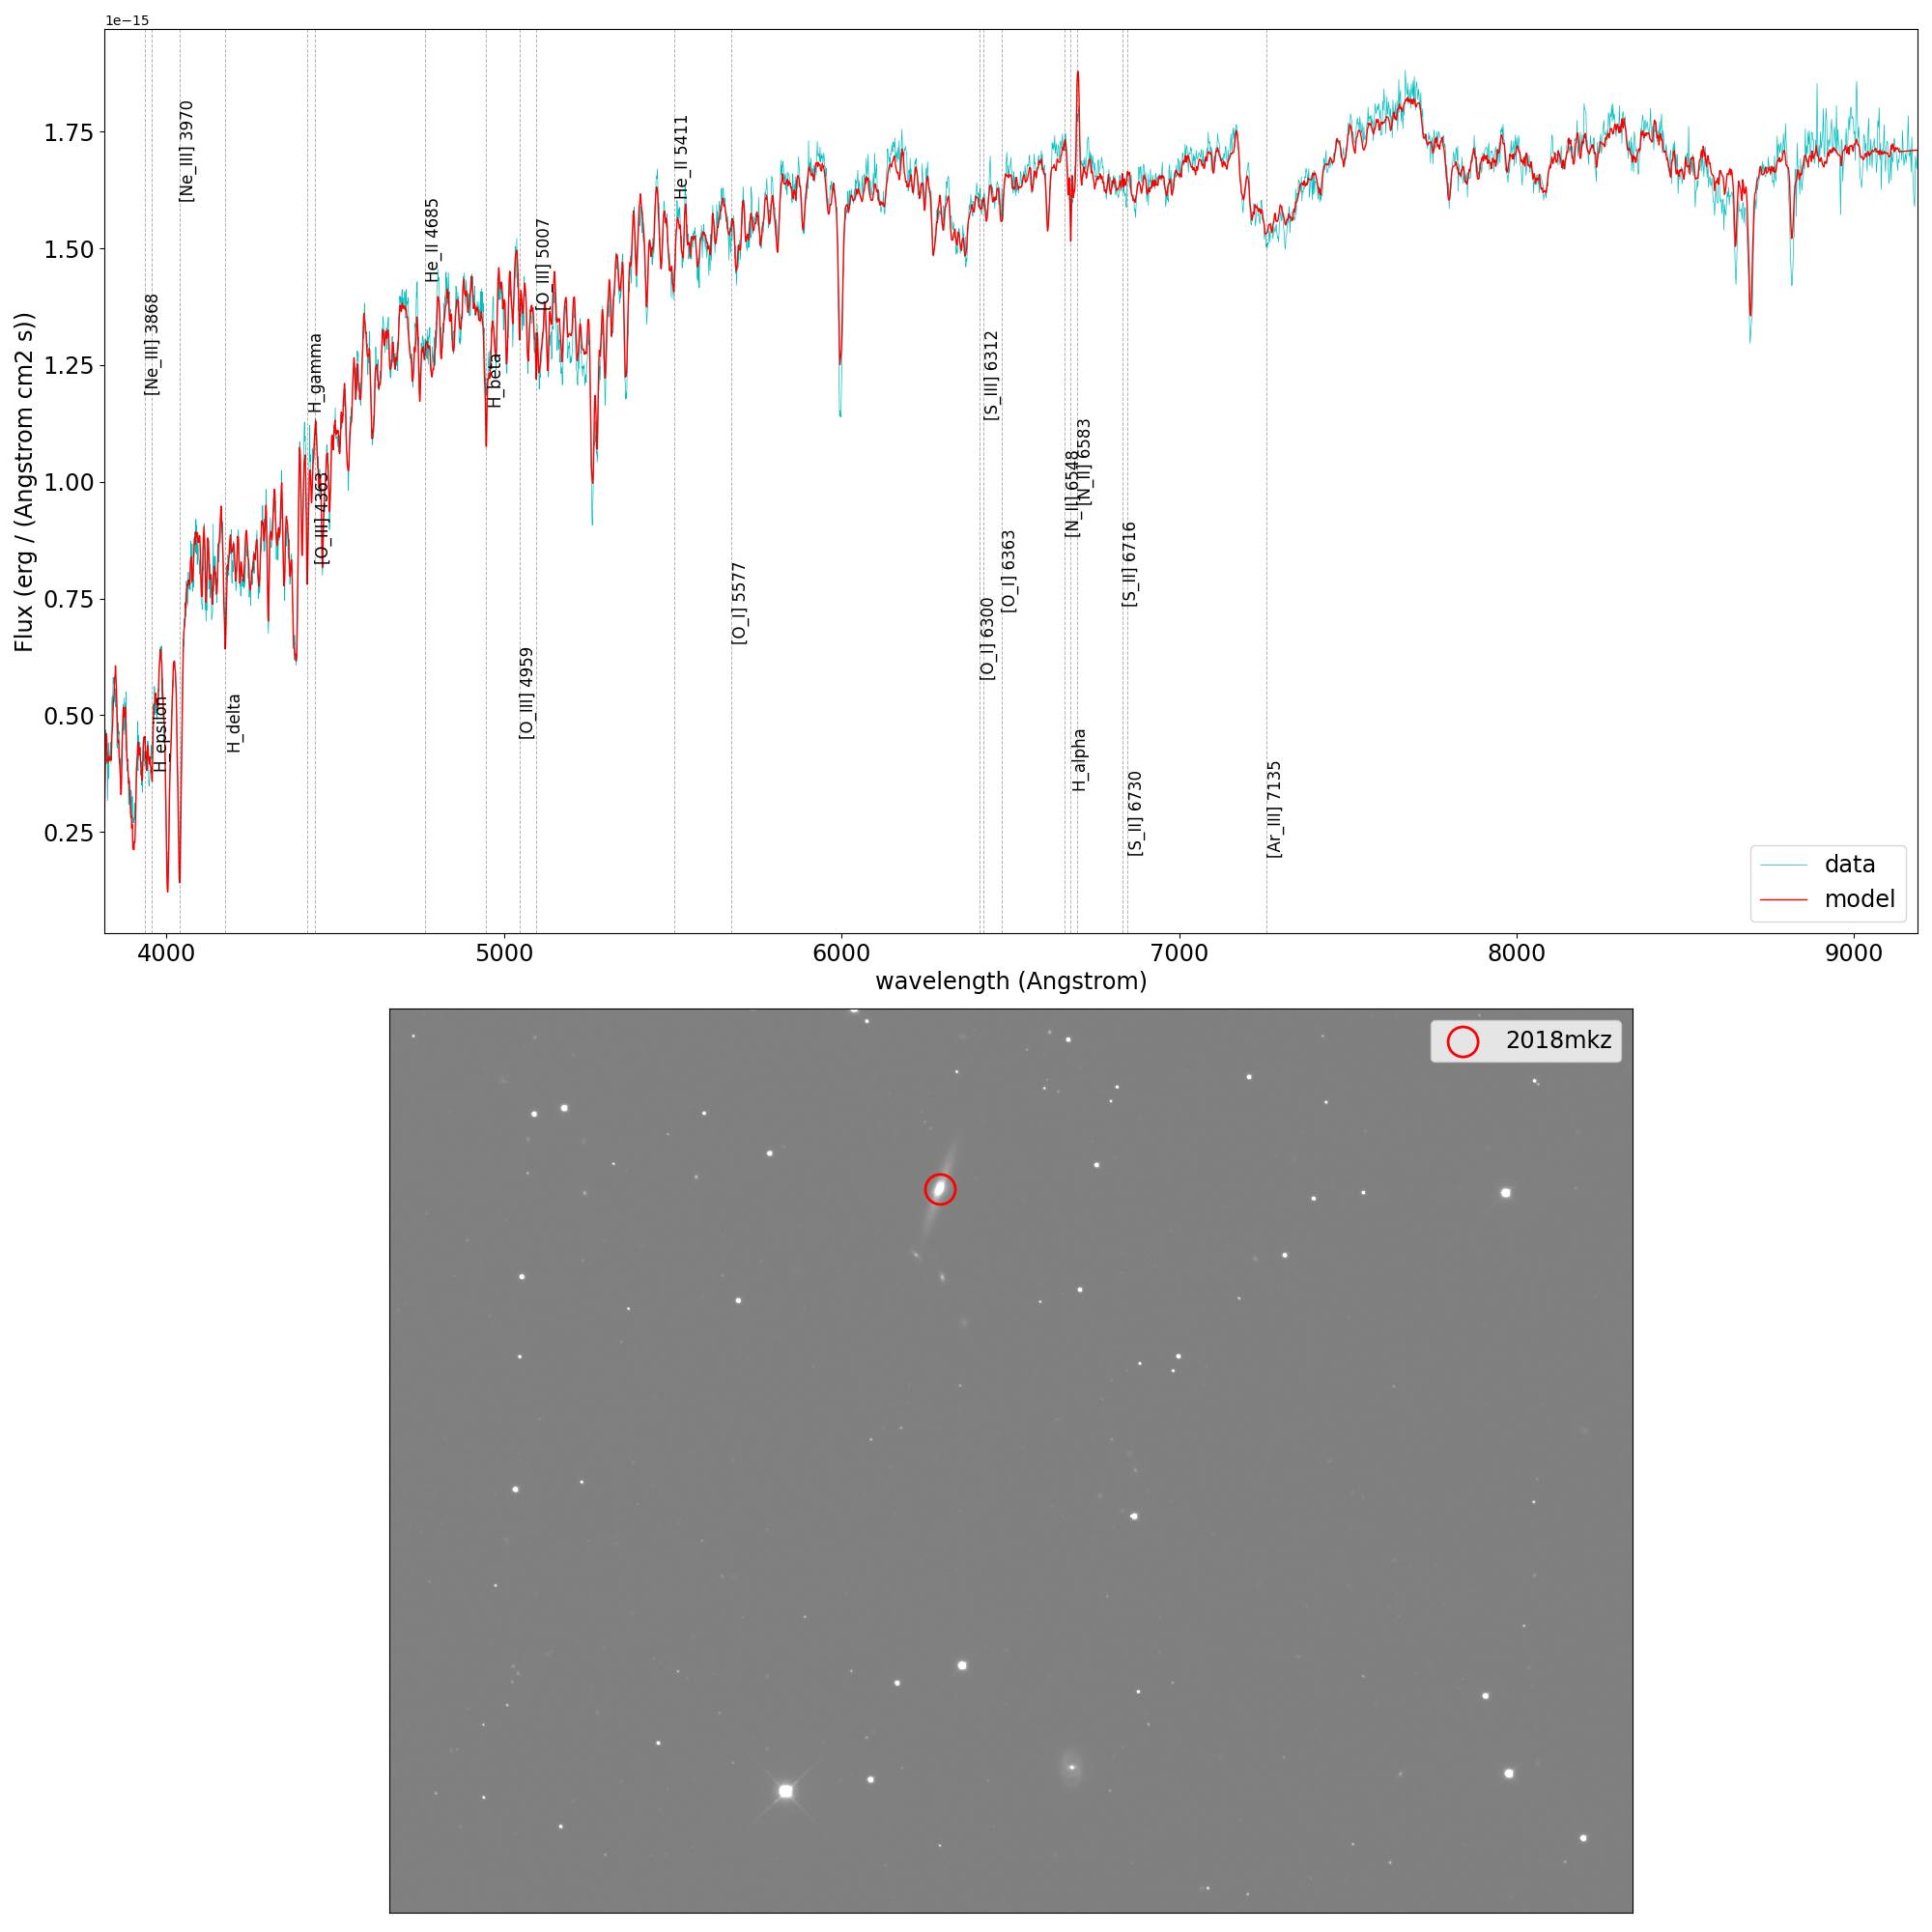 1e−15
Flux (erg / (Angstrom cm2 s))
1.75
1.50
1.25
1.00
0.75
0.50
0.25
[Ne_III] 3868
H_epsilon
[Ne_III] 3970
H_delta
H_gamma
[O_III] 4363
He_II 4685
H_beta
[O_III] 4959
[O_III] 5007
He_II 5411
[O_I] 5577
[O_I] 6300
[S_III] 6312
[O_I] 6363
[N_II] 6548
H_alpha
[N_II] 6583
[S_II] 6716
[S_II] 6730
[Ar_III] 7135
data
model
4000
5000
6000
7000
8000
9000
wavelength (Angstrom)
2018mkz